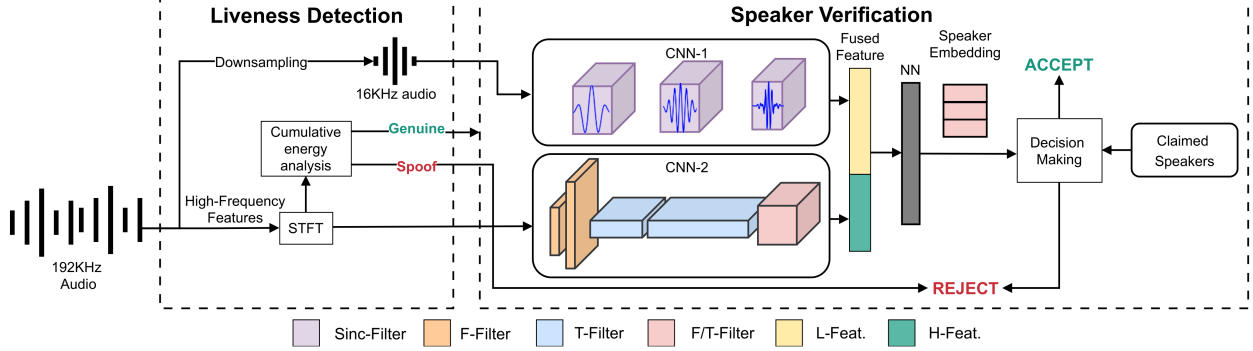 Liveness Detection
Speaker Verification
Downsampling
16KHz audio
Cumulative
energy
analysis
Genuine
Spoof
High-Frequency
Features
STFT
192KHz
Audio
CNN-1
CNN-2
Fused
Feature
NN
Speaker
Embedding
ACCEPT
Decision
Making
Claimed
Speakers
REJECT
Sinc-Filter
F-Filter
T-Filter
F/T-Filter
L-Feat.
H-Feat.